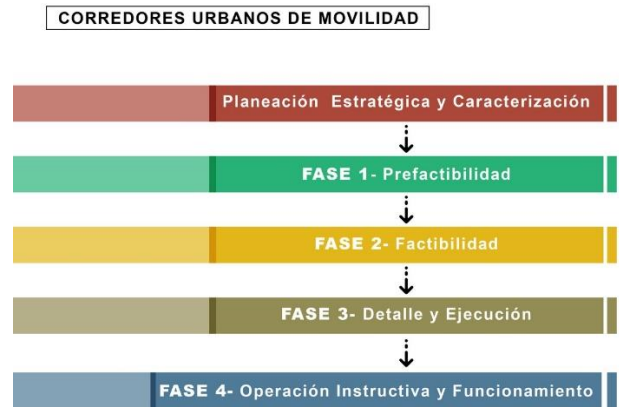 CORREDORES URBANOS DE MOVILIDAD
Planeación Estratégica y Caracterización
FASE 1- Prefactibilidad
FASE 2- Factibilidad
FASE 3- Detalle y Ejecución
FASE 4- Operación Instructiva y Funcionamiento